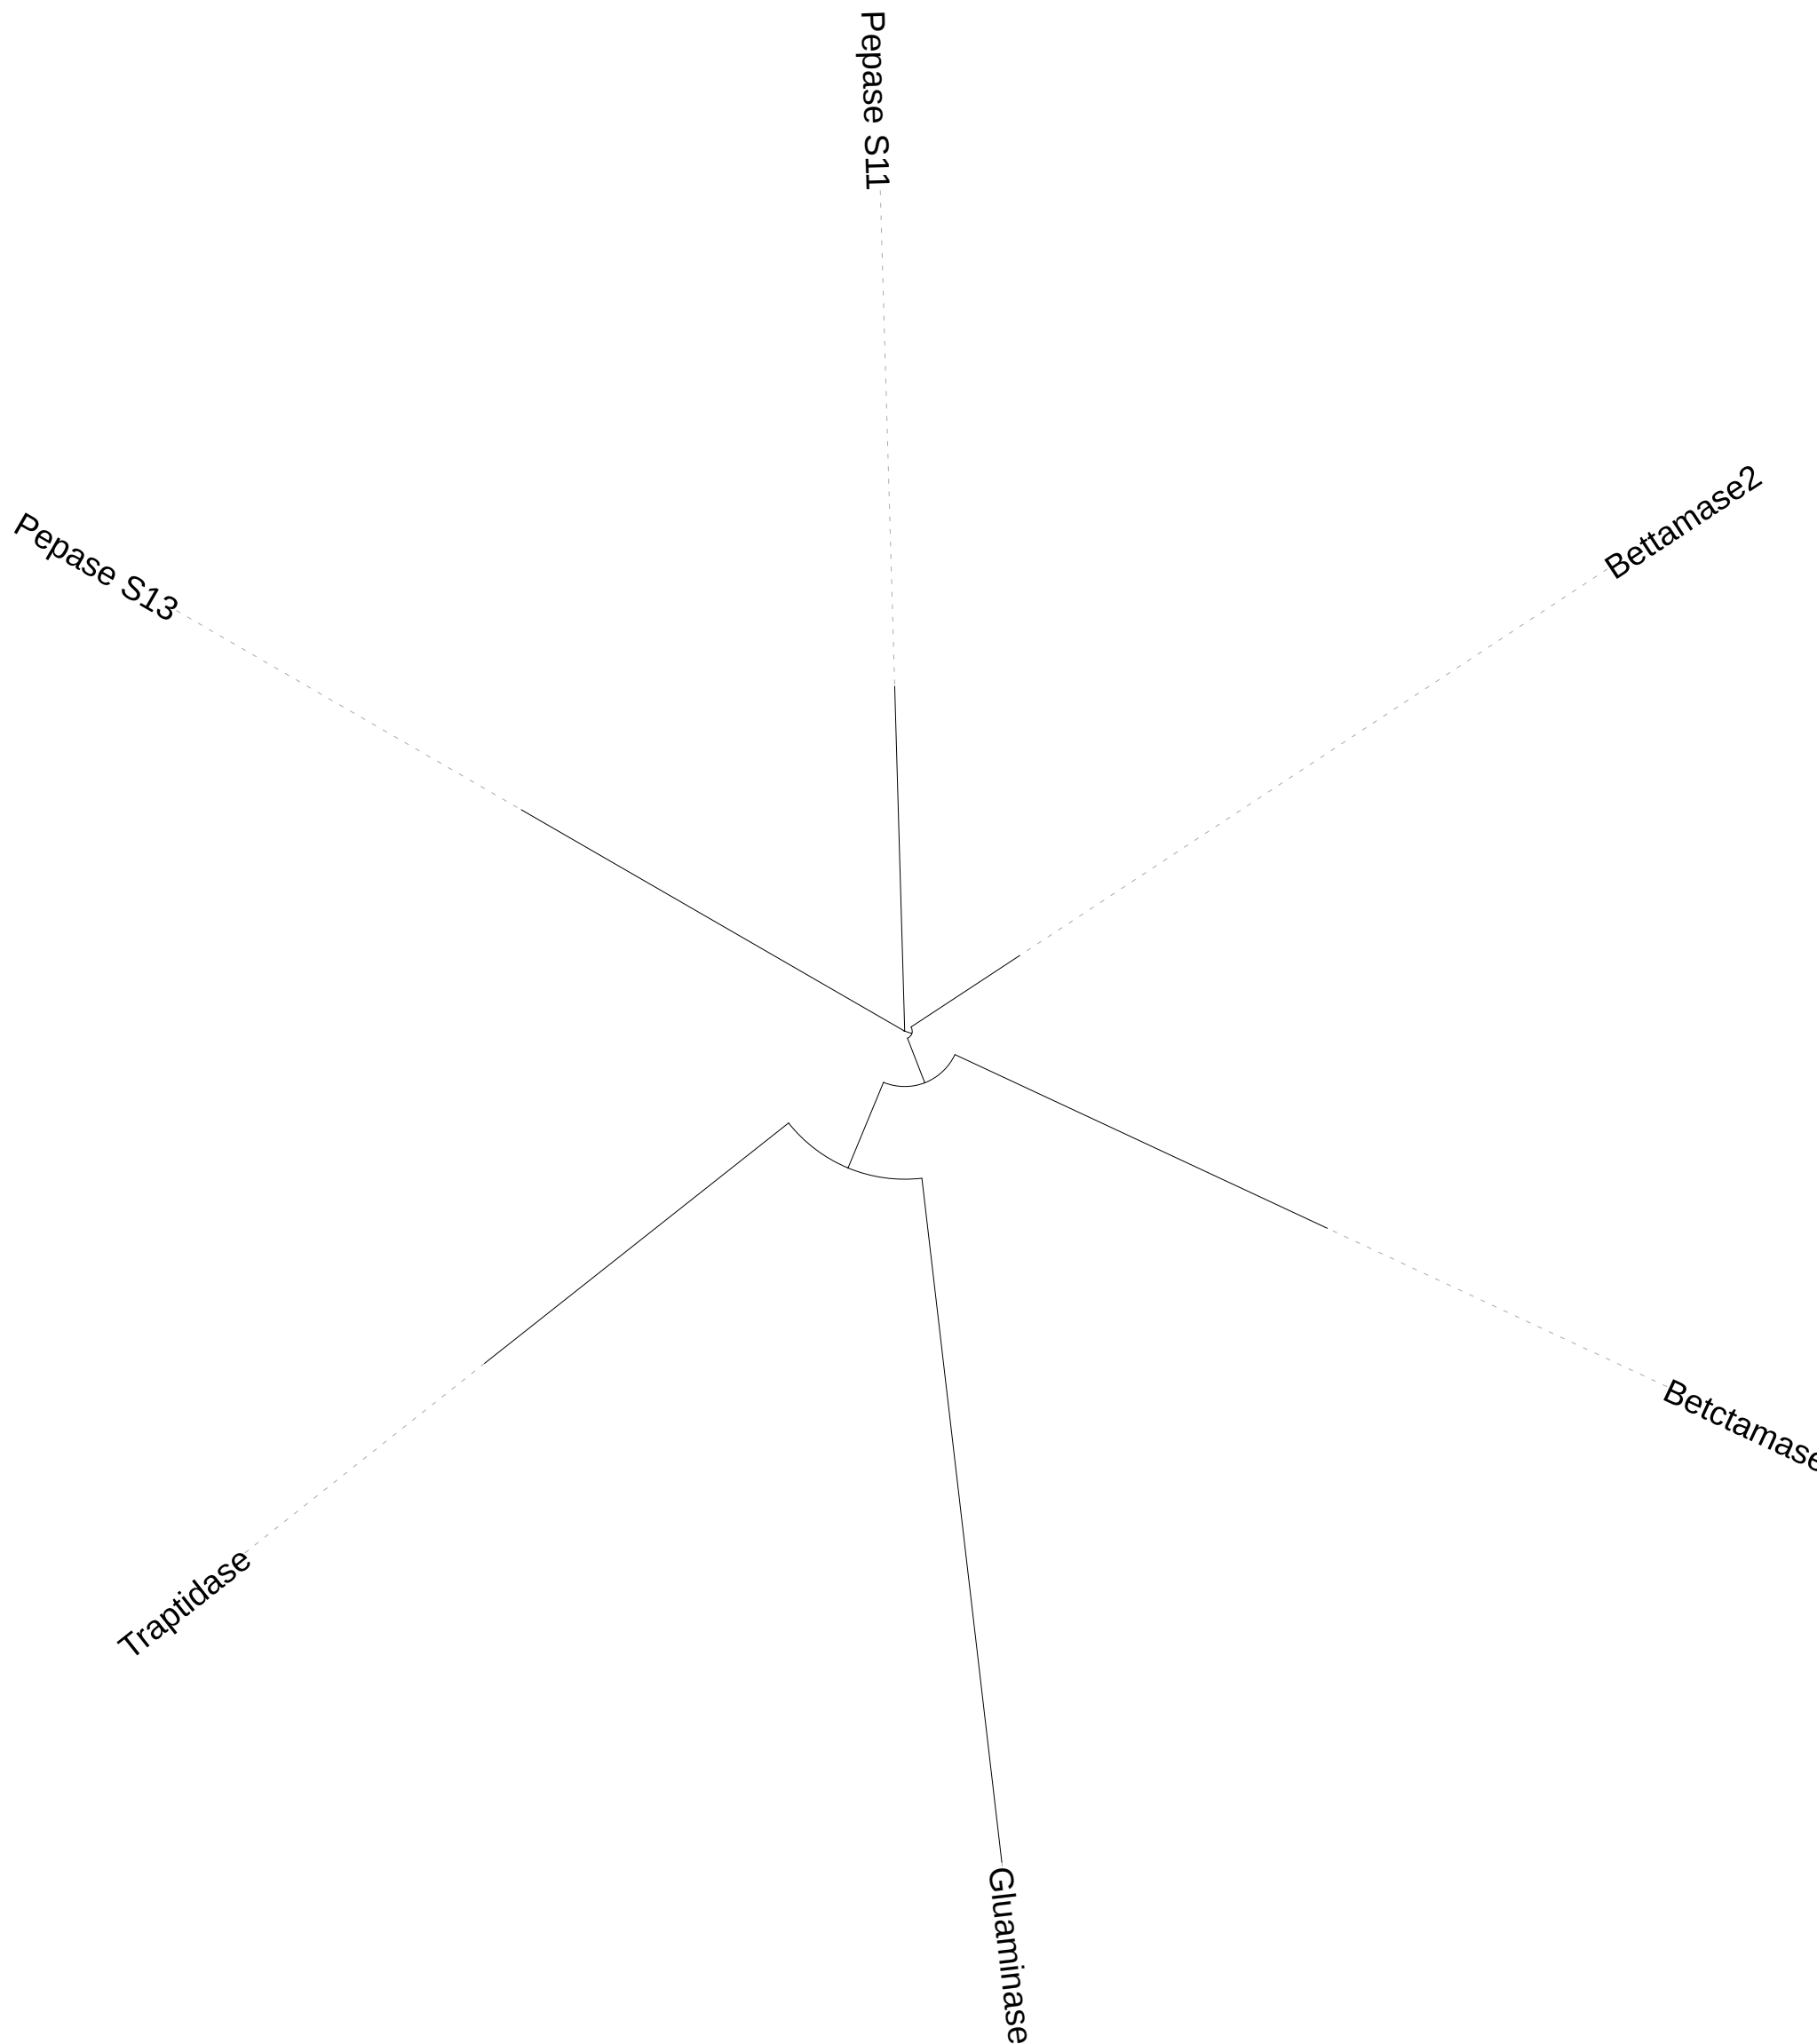 Pepase S11
Bettamase2
Pepase S13
Betctamase
Traptidase
Gluaminase